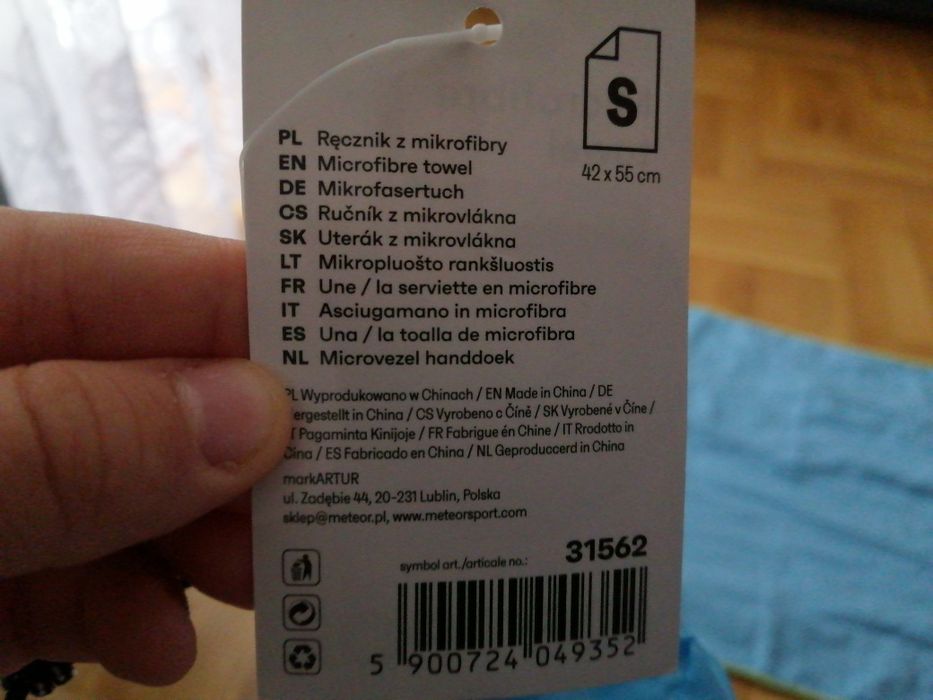 S
42 x 55 cm
PL Ręcznik z mikrofibry
EN Microfibre towel
DE Mikrofasertuch
CS Ručník z mikrovlákna
SK Uterák z mikrovlákna
LT Mikropluošto rankšluostis
FR Une / la serviette en microfibre
IT Asciugamano in microfibra
ES Una / la toalla de microfibra
NL Microvezel handdoek
PL Wyprodukowano w Chinach / EN Made in China / DE
Hergestellt in China / CS Vyrobeno c Číně / SK Vyrobené v Číne /
LT Pagaminta Kinijoje / FR Fabrigue én Chine / IT Rrodotto in
Cina / ES Fabricado en China / NL Geproduccerd in China
markARTUR
ul. Zadębie 44, 20-231 Lublin, Polska
sklep@meteor.pl, www.meteorsport.com
symbol art./articale no.: 31562
5 900724 049352